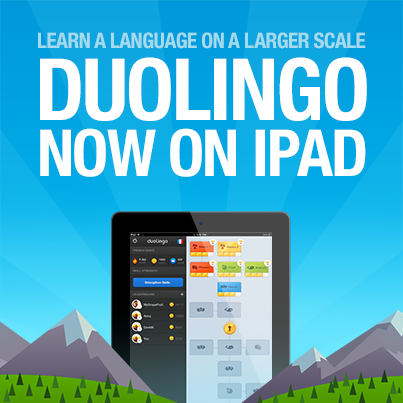 LEARN A LANGUAGE ON A LARGER SCALE
DUOLINGO
NOW ON IPAD
duolingo
Strengthen Skills